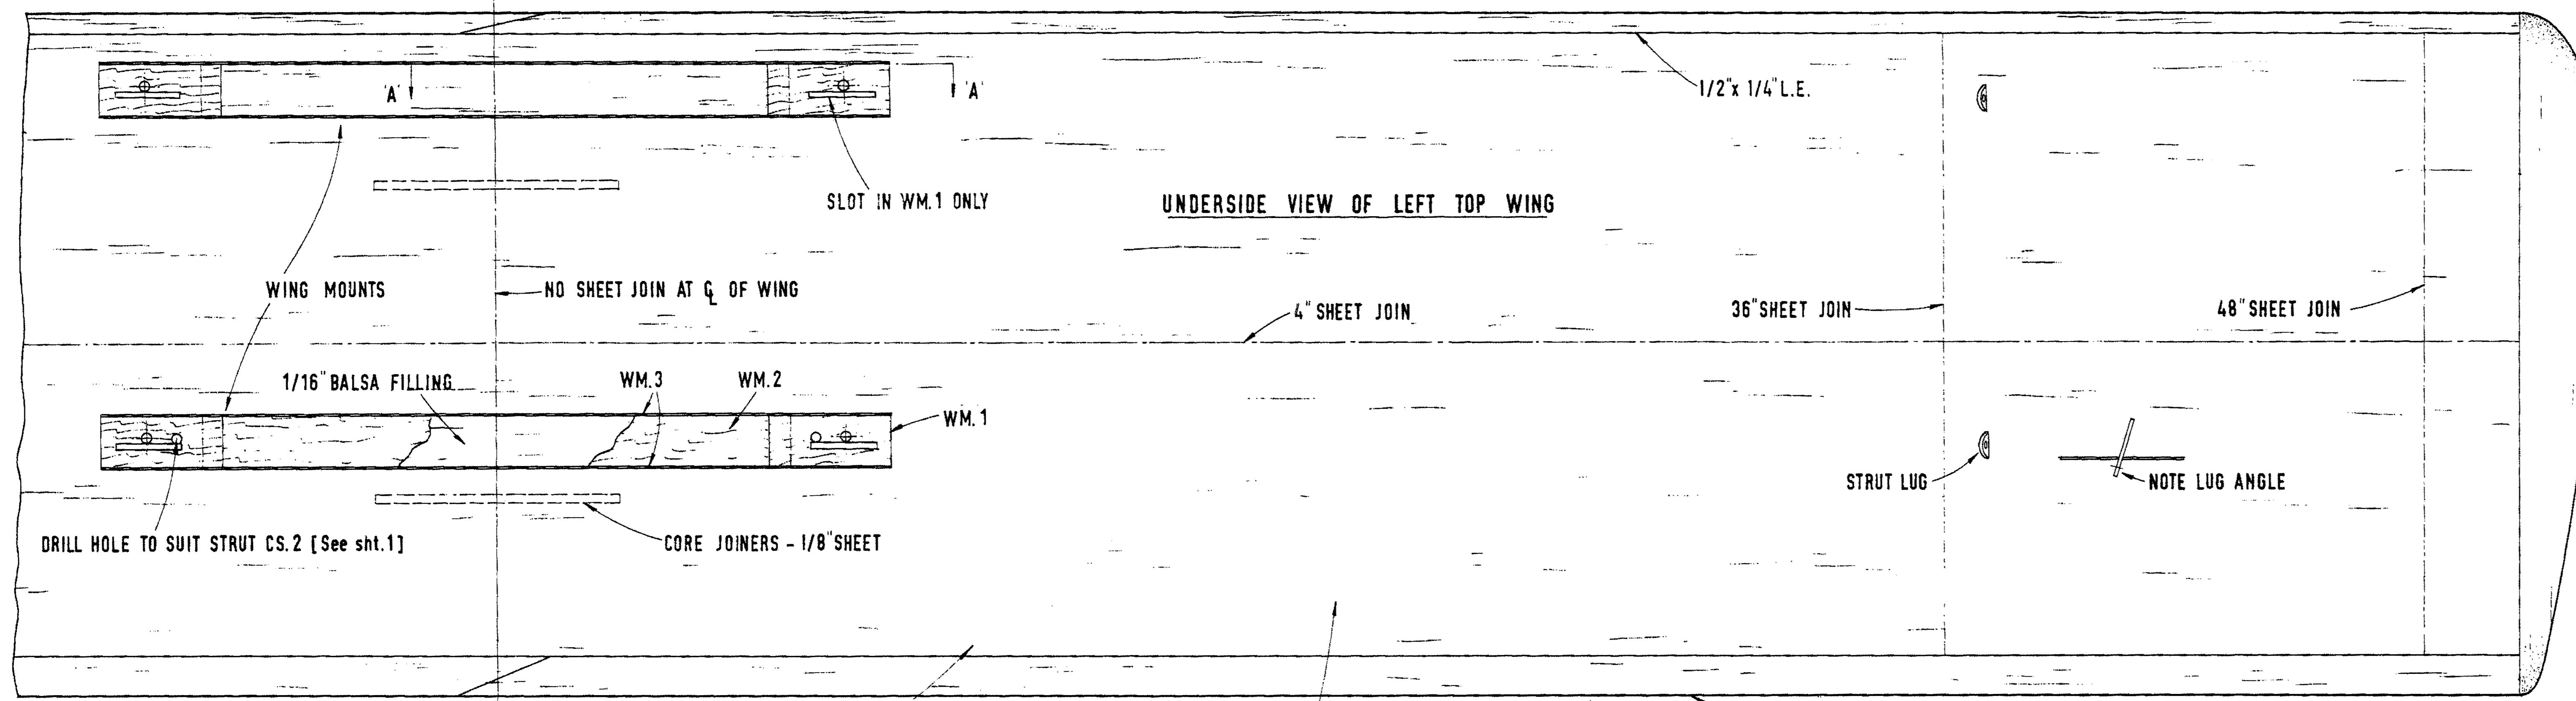 'A'
'A'
1/2"x 1/4" L.E.
SLOT IN WM.1 ONLY
UNDERSIDE VIEW OF LEFT TOP WING
WING MOUNTS
NO SHEET JOIN AT ℄ OF WING
4" SHEET JOIN
36" SHEET JOIN
48" SHEET JOIN
1/16" BALSA FILLING
WM.3
WM.2
WM.1
STRUT LUG
NOTE LUG ANGLE
DRILL HOLE TO SUIT STRUT CS.2 [See sht.1]
CORE JOINERS - 1/8" SHEET